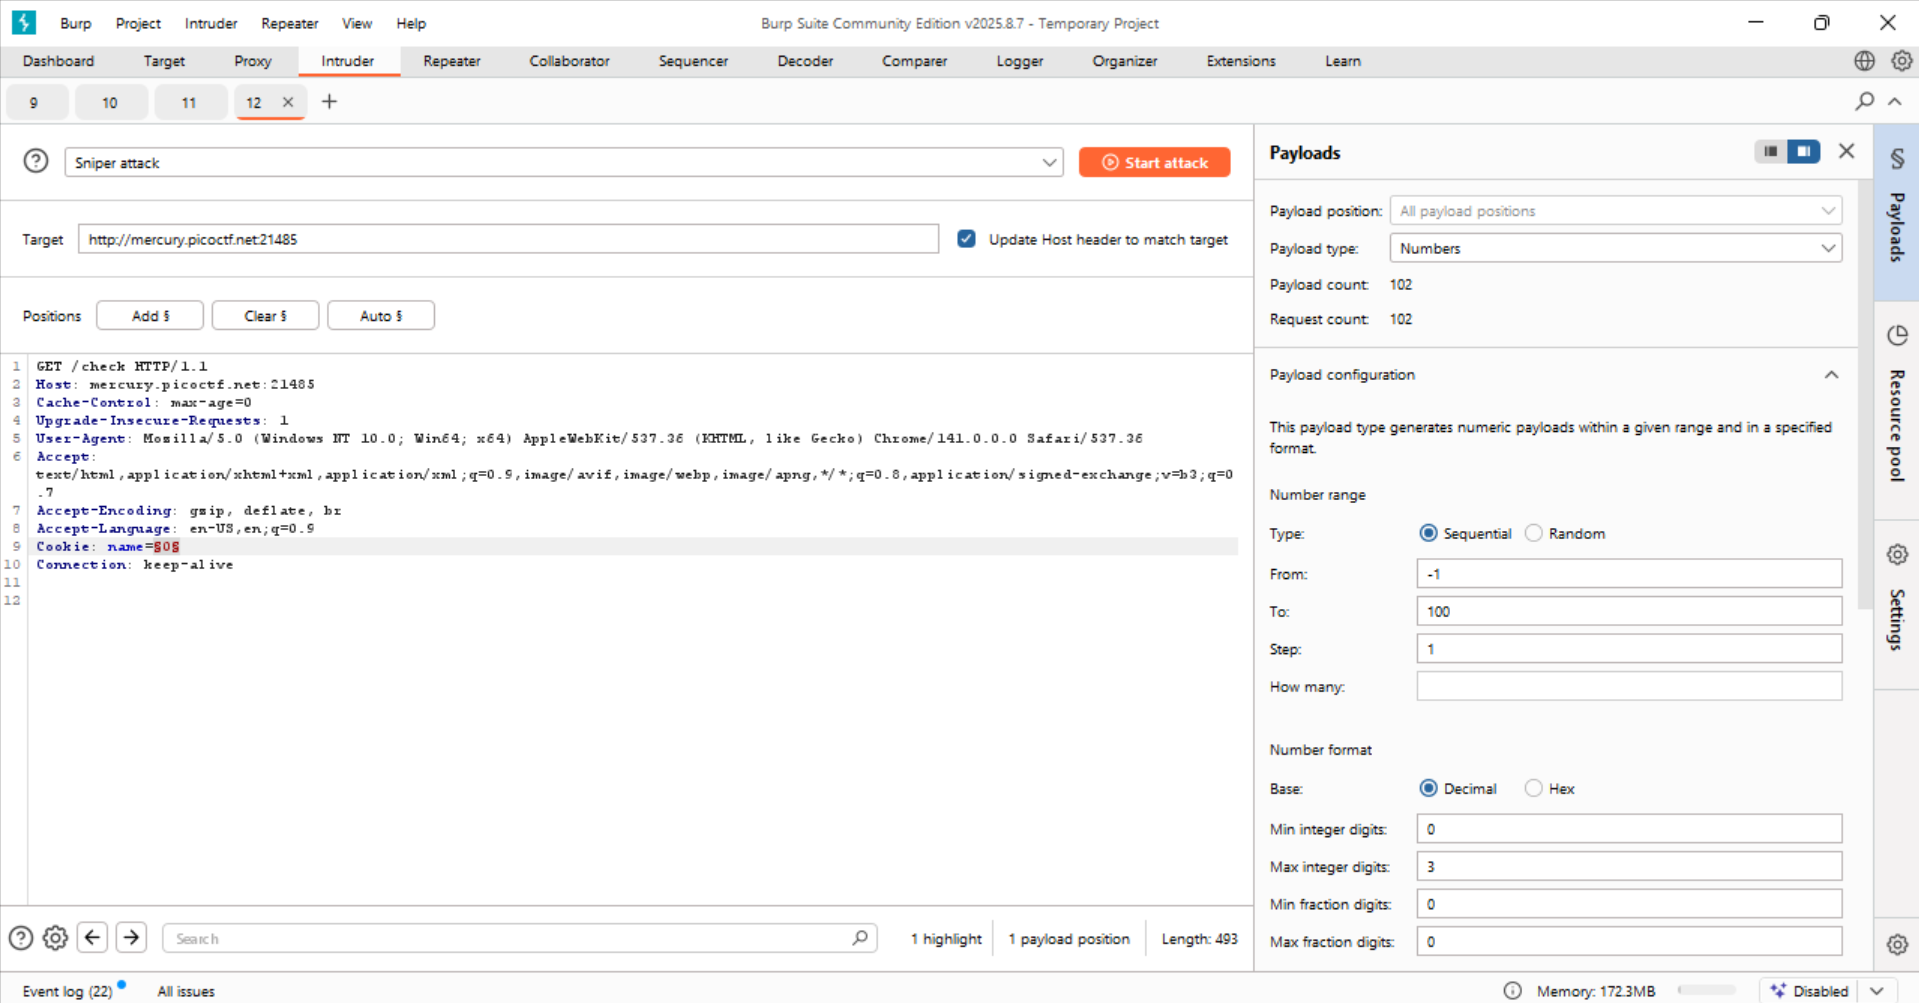 Burp Project Intruder Repeater View Help Burp Suite Community Edition v2025.8.7 - Temporary Project
Dashboard Target Proxy Intruder Repeater Collaborator Sequencer Decoder Comparer Logger Organizer Extensions Learn
9 10 11 12
Sniper attack Start attack
Target http://mercury.picoctf.net:21485 Update Host header to match target
Positions Add § Clear § Auto §
1 GET /check HTTP/1.1
2 Host: mercury.picoctf.net:21485
3 Cache-Control: max-age=0
4 Upgrade-Insecure-Requests: 1
5 User-Agent: Mozilla/5.0 (Windows NT 10.0; Win64; x64) AppleWebKit/537.36 (KHTML, like Gecko) Chrome/141.0.0.0 Safari/537.36
6 Accept:
text/html,application/xhtml+xml,application/xml;q=0.9,image/avif,image/webp,image/apng,*/*;q=0.8,application/signed-exchange;v=b3;q=0
.7
7 Accept-Encoding: gzip, deflate, br
8 Accept-Language: en-US,en;q=0.9
9 Cookie: name=§0§
10 Connection: keep-alive
11
12
Search 1 highlight 1 payload position Length: 493
Payloads
Payload position: All payload positions
Payload type: Numbers
Payload count: 102
Request count: 102
Payload configuration
This payload type generates numeric payloads within a given range and in a specified
format.
Number range
Type: Sequential Random
From: -1
To: 100
Step: 1
How many:
Number format
Base: Decimal Hex
Min integer digits: 0
Max integer digits: 3
Min fraction digits: 0
Max fraction digits: 0
§ Payloads
Resource pool
Settings
Event log (22) All issues Memory: 172.3MB Disabled